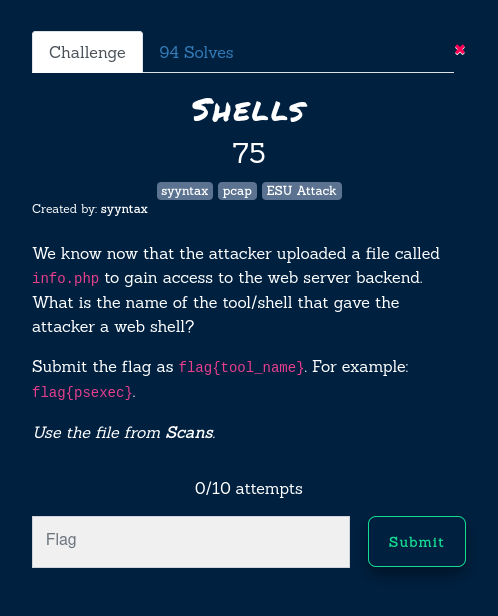 Challenge
94 Solves
✖
Shells
75
syyntax pcap ESU Attack
Created by: syyntax
We know now that the attacker uploaded a file called
info.php to gain access to the web server backend.
What is the name of the tool/shell that gave the
attacker a web shell?
Submit the flag as flag{tool_name}. For example:
flag{psexec}.
Use the file from Scans.
0/10 attempts
Flag
Submit